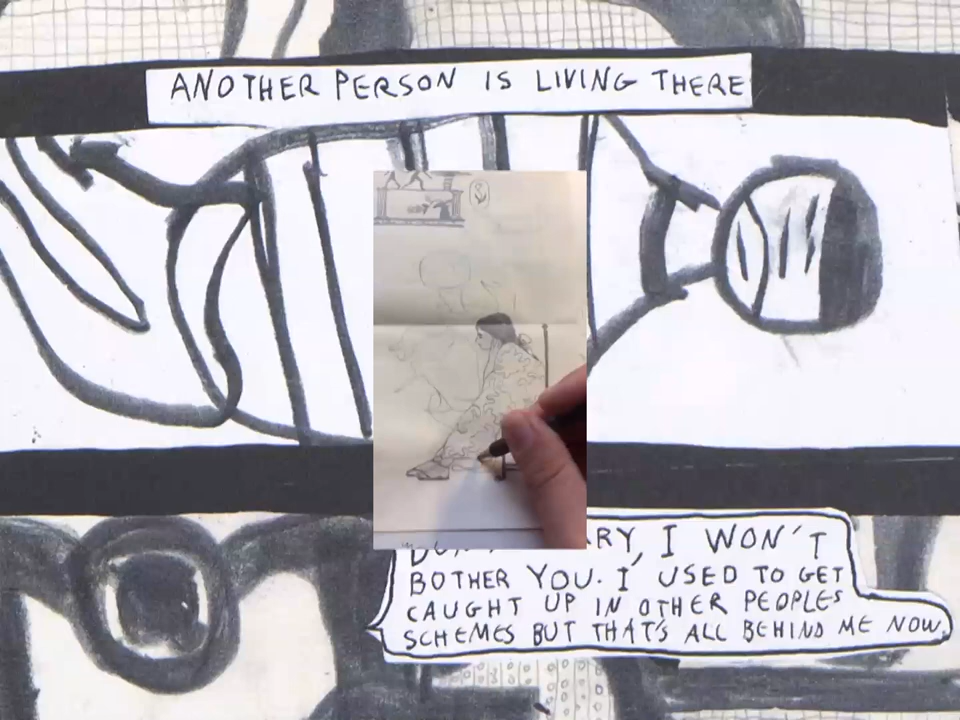 ANOTHER PERSON IS LIVING THERE
I WON'T
BOTHER YOU. I USED TO GET
CAUGHT UP IN OTHER PEOPLES
SCHEMES BUT THAT'S ALL BEHIND ME NOW.